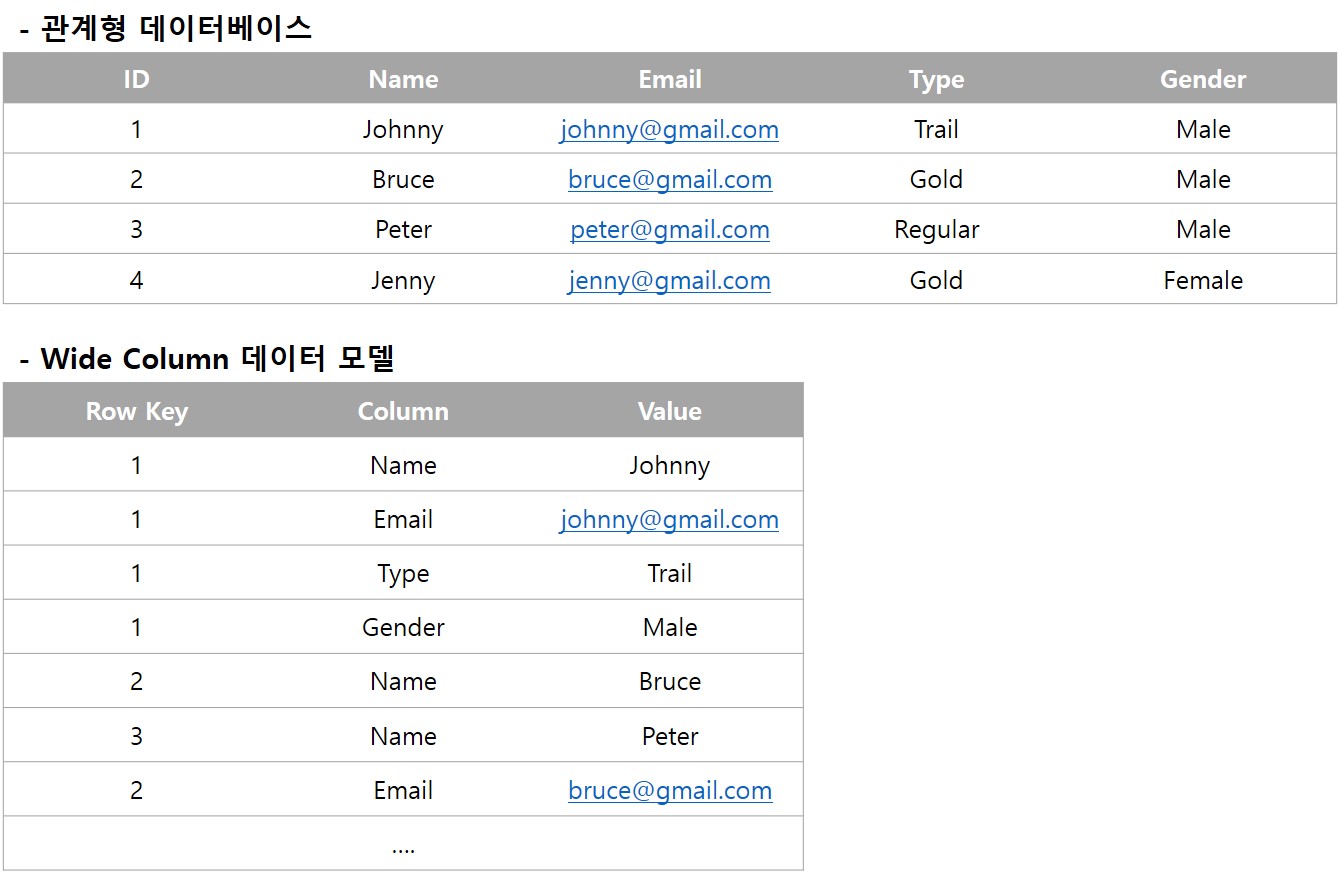 - 관계형 데이터베이스
ID Name Email Type Gender
1 Johnny johnny@gmail.com Trail Male
2 Bruce bruce@gmail.com Gold Male
3 Peter peter@gmail.com Regular Male
4 Jenny jenny@gmail.com Gold Female
- Wide Column 데이터 모델
Row Key Column Value
1 Name Johnny
1 Email johnny@gmail.com
1 Type Trail
1 Gender Male
2 Name Bruce
3 Name Peter
2 Email bruce@gmail.com
....